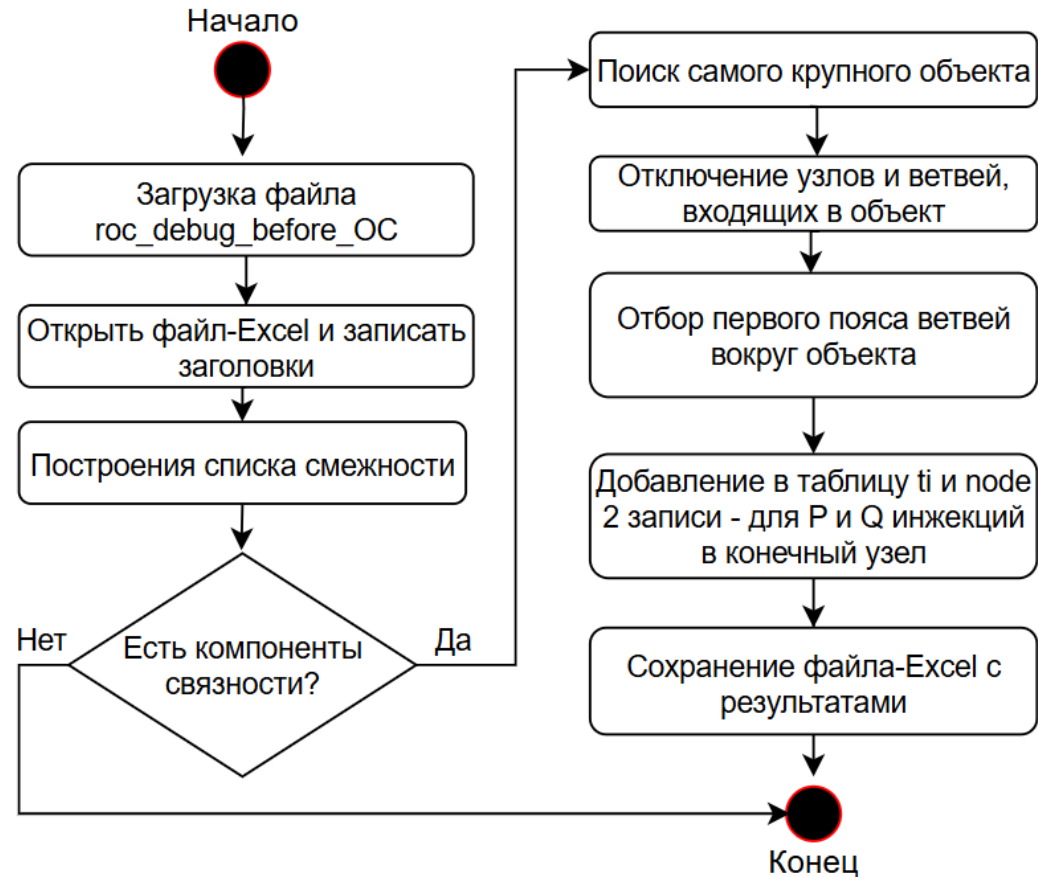 Начало
Загрузка файла
roc_debug_before_OC
Открыть файл-Excel и записать
заголовки
Построения списка смежности
Есть компоненты
связности?
Нет
Да
Поиск самого крупного объекта
Отключение узлов и ветвей,
входящих в объект
Отбор первого пояса ветвей
вокруг объекта
Добавление в таблицу ti и node
2 записи - для P и Q инжекций
в конечный узел
Сохранение файла-Excel с
результатами
Конец